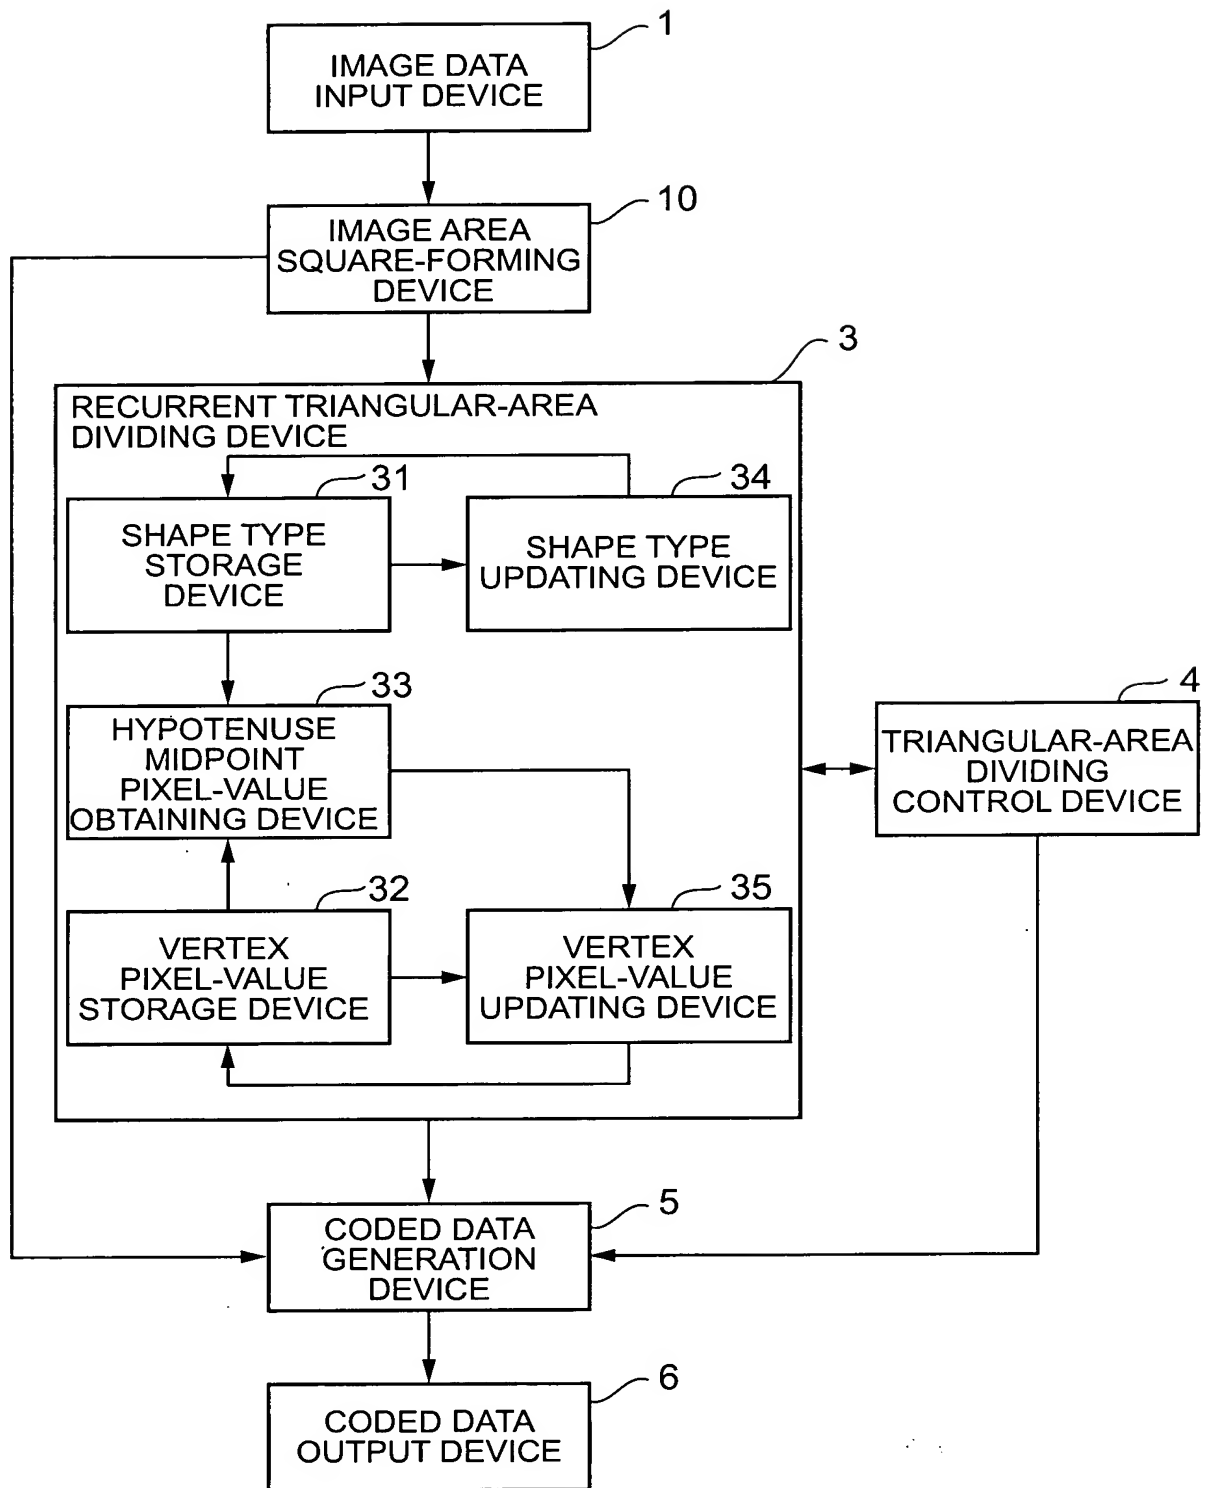 1
IMAGE DATA
INPUT DEVICE
10
IMAGE AREA
SQUARE-FORMING
DEVICE
3
RECURRENT TRIANGULAR-AREA
DIVIDING DEVICE
31
SHAPE TYPE
STORAGE
DEVICE
34
SHAPE TYPE
UPDATING DEVICE
33
HYPOTENUSE
MIDPOINT
PIXEL-VALUE
OBTAINING DEVICE
4
TRIANGULAR-AREA
DIVIDING
CONTROL DEVICE
32
VERTEX
PIXEL-VALUE
STORAGE DEVICE
35
VERTEX
PIXEL-VALUE
UPDATING DEVICE
5
CODED DATA
GENERATION
DEVICE
6
CODED DATA
OUTPUT DEVICE